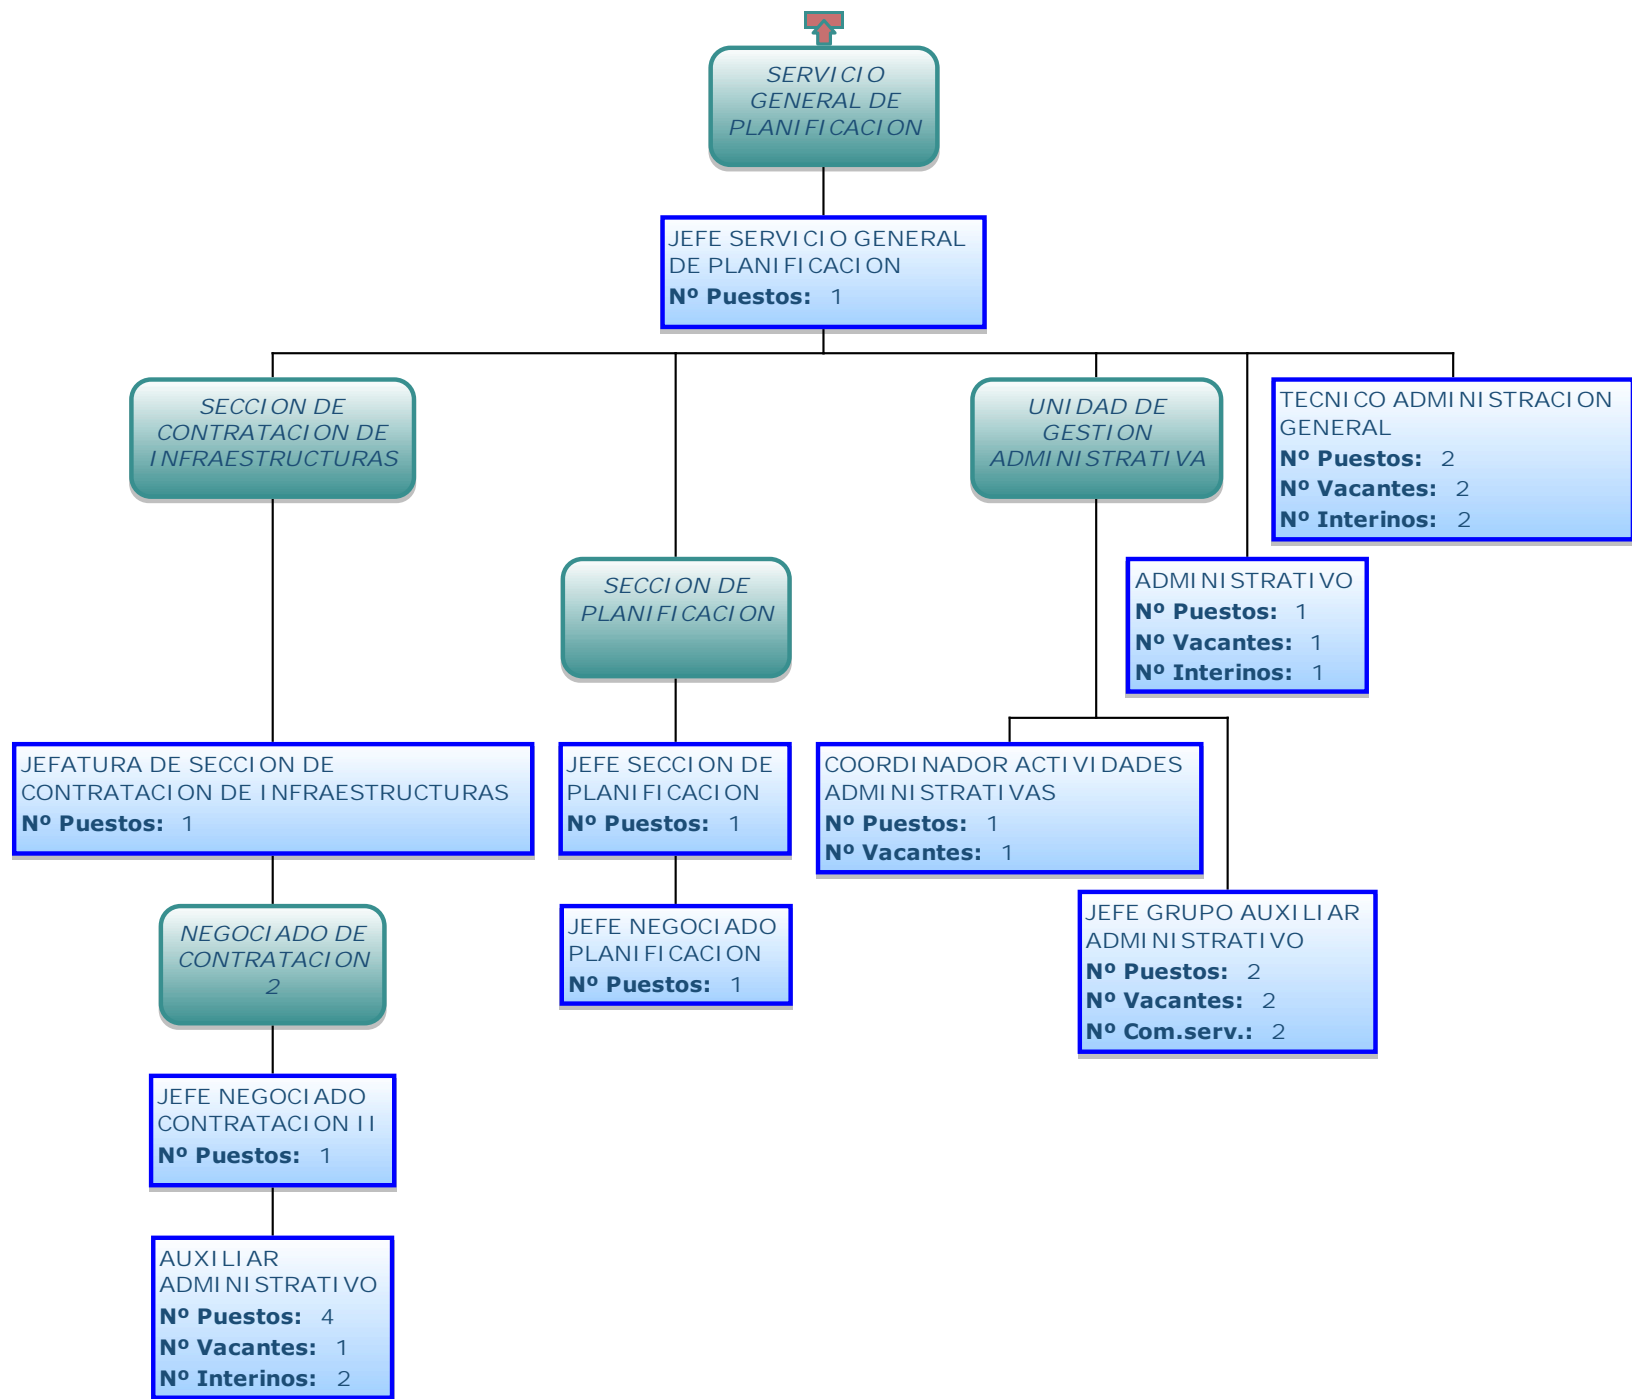 SERVICIO
GENERAL DE
PLANIFICACION
JEFE SERVICIO GENERAL
DE PLANIFICACION
Nº Puestos: 1
SECCION DE
CONTRATACION DE
INFRAESTRUCTURAS
UNIDAD DE
GESTION
ADMINISTRATIVA
TECNICO ADMINISTRACION
GENERAL
Nº Puestos: 2
Nº Vacantes: 2
Nº Interinos: 2
SECCION DE
PLANIFICACION
ADMINISTRATIVO
Nº Puestos: 1
Nº Vacantes: 1
Nº Interinos: 1
JEFATURA DE SECCION DE
CONTRATACION DE INFRAESTRUCTURAS
Nº Puestos: 1
JEFE SECCION DE
PLANIFICACION
Nº Puestos: 1
COORDINADOR ACTIVIDADES
ADMINISTRATIVAS
Nº Puestos: 1
Nº Vacantes: 1
NEGOCIADO DE
CONTRATACION
2
JEFE NEGOCIADO
PLANIFICACION
Nº Puestos: 1
JEFE GRUPO AUXILIAR
ADMINISTRATIVO
Nº Puestos: 2
Nº Vacantes: 2
Nº Com.serv.: 2
JEFE NEGOCIADO
CONTRATACION II
Nº Puestos: 1
AUXILIAR
ADMINISTRATIVO
Nº Puestos: 4
Nº Vacantes: 1
Nº Interinos: 2